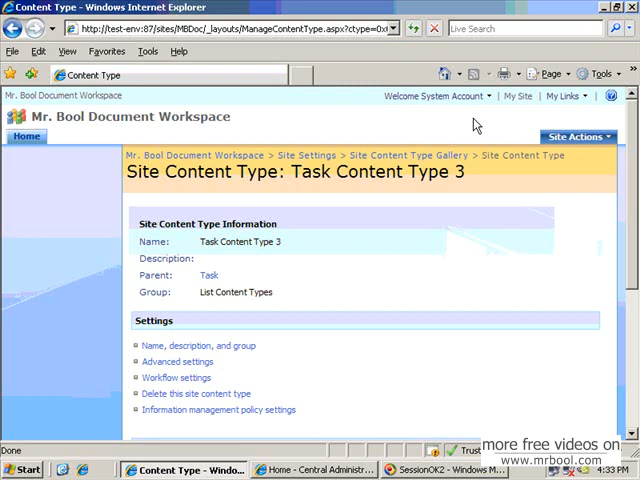 Content Type - Windows Internet Explorer
http://test-env:87/sites/MBDoc/_layouts/ManageContentType.aspx?ctype=0x
Live Search
File Edit View Favorites Tools Help
Content Type
Page Tools
Mr. Bool Document Workspace
Welcome System Account My Site My Links
Mr. Bool Document Workspace
Home
Site Actions
Mr. Bool Document Workspace > Site Settings > Site Content Type Gallery > Site Content Type
Site Content Type: Task Content Type 3
Site Content Type Information
Name: Task Content Type 3
Description:
Parent: Task
Group: List Content Types
Settings
Name, description, and group
Advanced settings
Workflow settings
Delete this site content type
Information management policy settings
Done
Trust
more free videos on
www.mrbool.com
Start
Content Type - Windo...
Home - Central Administr...
SessionOK2 - Windows M...
4:33 PM